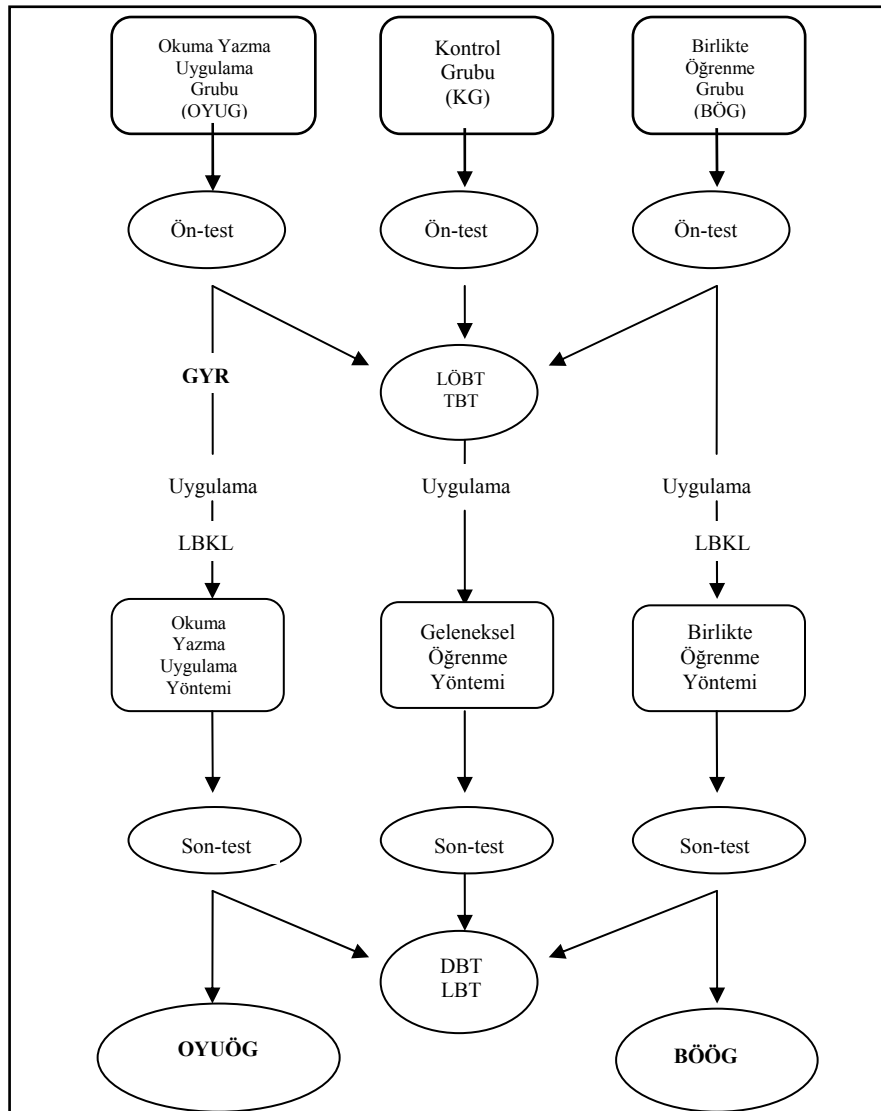 Okuma Yazma
Uygulama
Grubu
(OYUG)
Kontrol
Grubu
(KG)
Birlikte
Öğrenme
Grubu
(BÖG)
Ön-test
Ön-test
Ön-test
GYR
LÖBT
TBT
Uygulama
Uygulama
Uygulama
LBKL
LBKL
Okuma
Yazma
Uygulama
Yöntemi
Geleneksel
Öğrenme
Yöntemi
Birlikte
Öğrenme
Yöntemi
Son-test
Son-test
Son-test
DBT
LBT
OYUÖG
BÖÖG